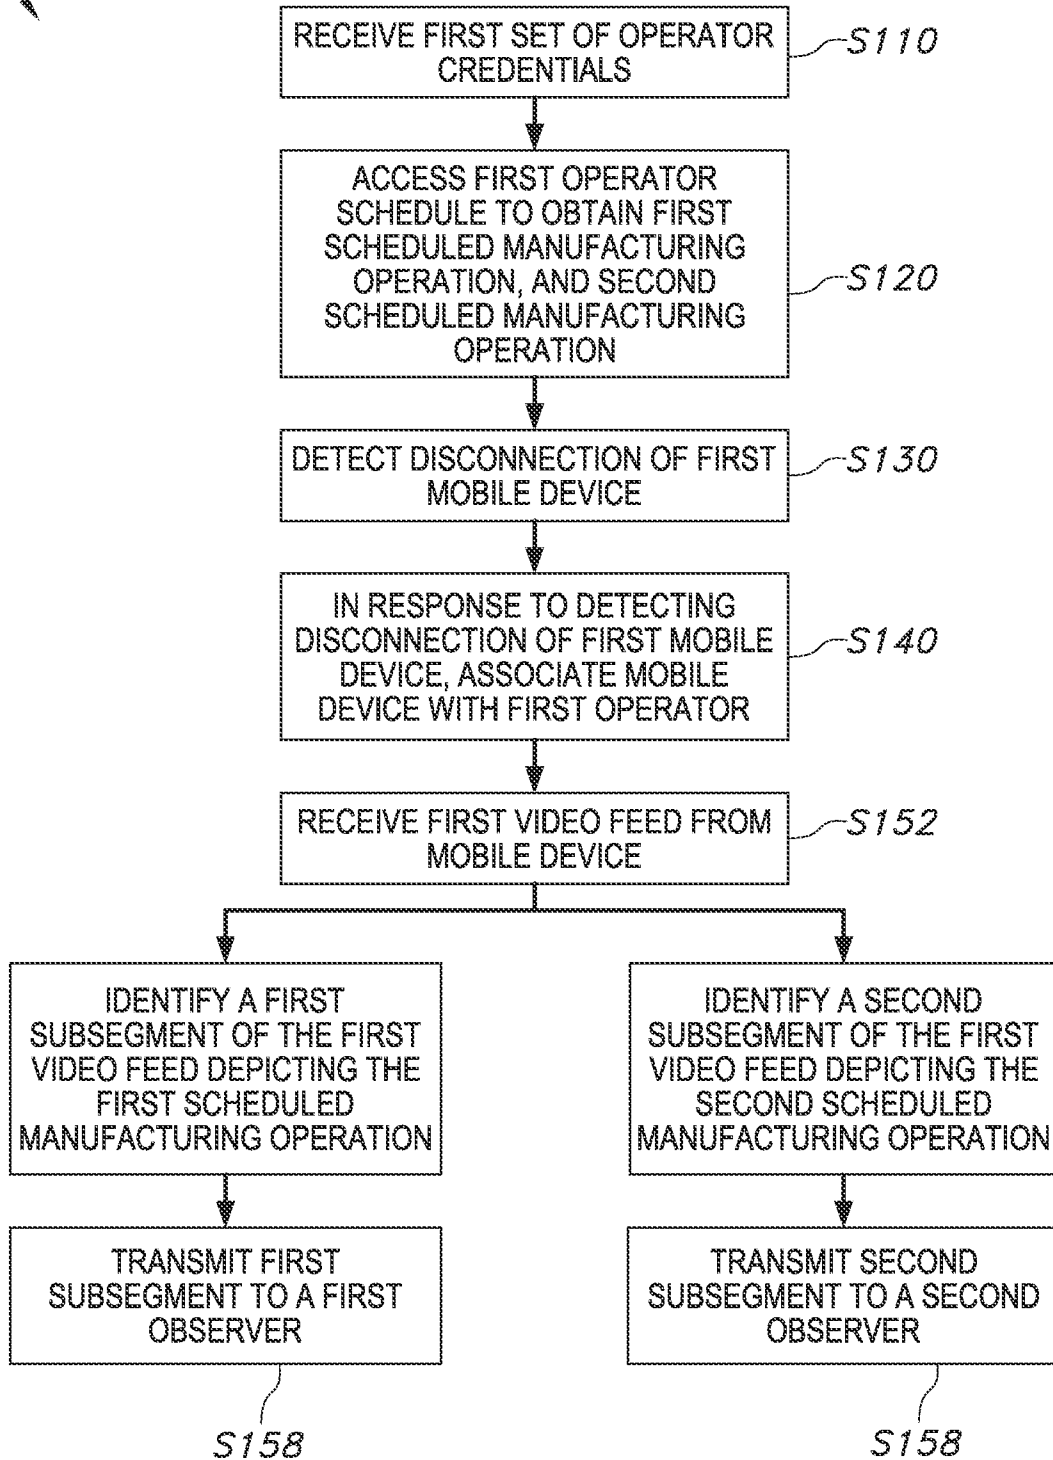 RECEIVE FIRST SET OF OPERATOR
CREDENTIALS
S110
ACCESS FIRST OPERATOR
SCHEDULE TO OBTAIN FIRST
SCHEDULED MANUFACTURING
OPERATION, AND SECOND
SCHEDULED MANUFACTURING
OPERATION
S120
DETECT DISCONNECTION OF FIRST
MOBILE DEVICE
S130
IN RESPONSE TO DETECTING
DISCONNECTION OF FIRST MOBILE
DEVICE, ASSOCIATE MOBILE
DEVICE WITH FIRST OPERATOR
S140
RECEIVE FIRST VIDEO FEED FROM
MOBILE DEVICE
S152
IDENTIFY A FIRST
SUBSEGMENT OF THE FIRST
VIDEO FEED DEPICTING THE
FIRST SCHEDULED
MANUFACTURING OPERATION
IDENTIFY A SECOND
SUBSEGMENT OF THE FIRST
VIDEO FEED DEPICTING THE
SECOND SCHEDULED
MANUFACTURING OPERATION
TRANSMIT FIRST
SUBSEGMENT TO A FIRST
OBSERVER
S158
TRANSMIT SECOND
SUBSEGMENT TO A SECOND
OBSERVER
S158